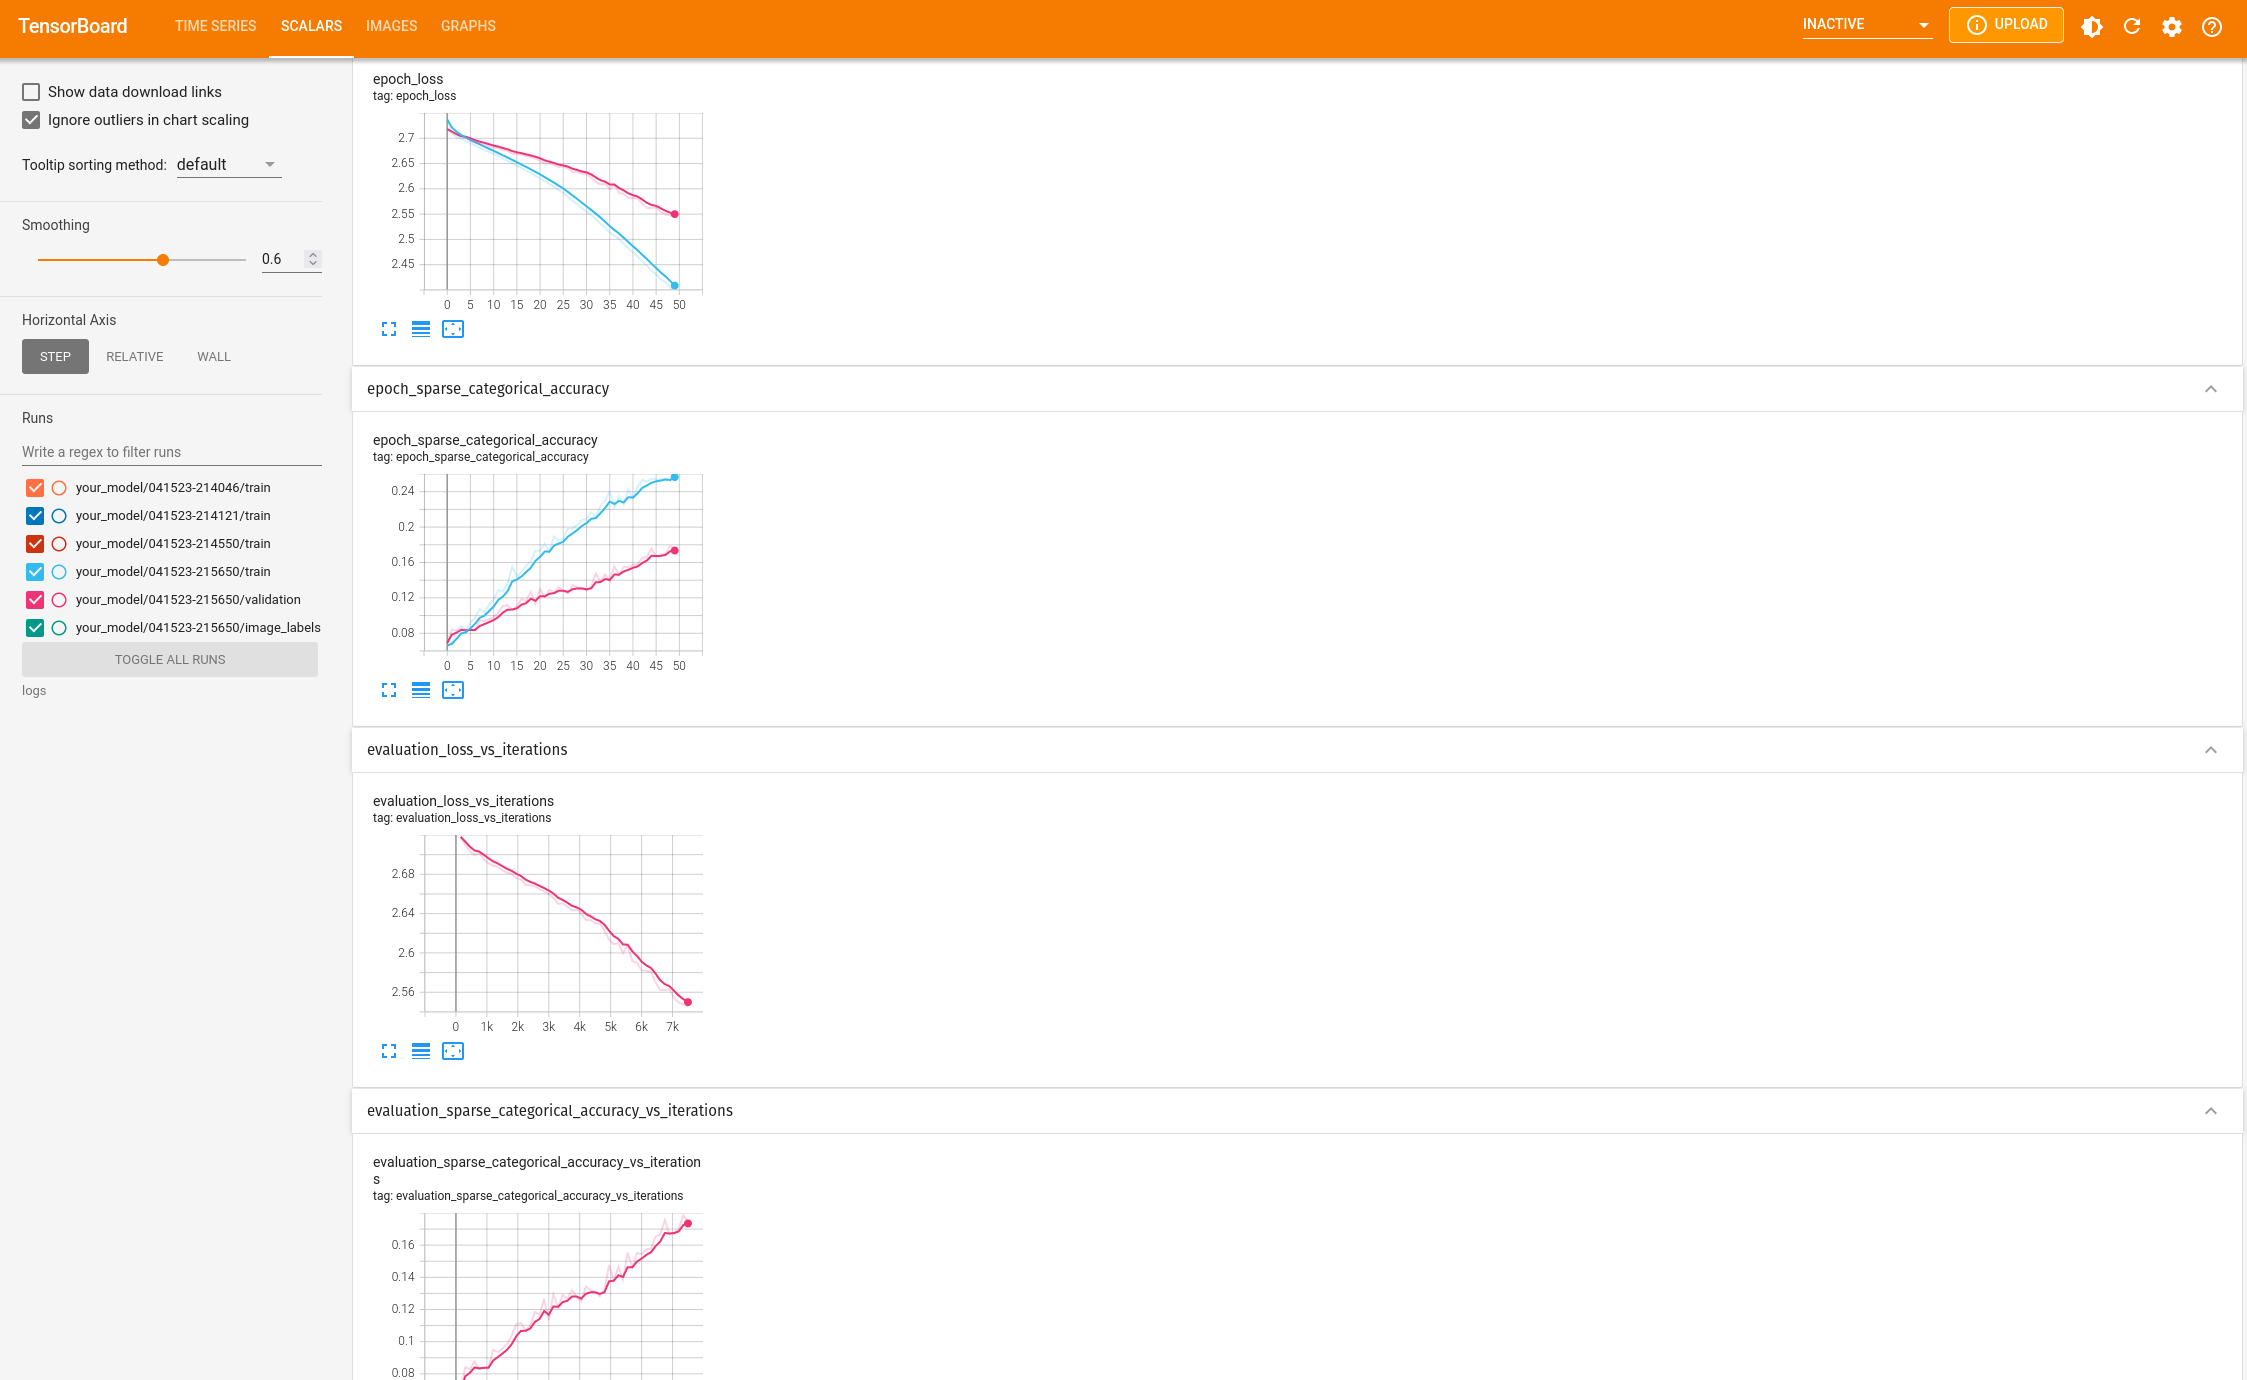 TensorBoard
TIME SERIES SCALARS IMAGES GRAPHS
INACTIVE
UPLOAD
Show data download links
Ignore outliers in chart scaling
Tooltip sorting method: default
Smoothing
0.6
Horizontal Axis
STEP RELATIVE WALL
Runs
Write a regex to filter runs
your_model/041523-214046/train
your_model/041523-214121/train
your_model/041523-214550/train
your_model/041523-215650/train
your_model/041523-215650/validation
your_model/041523-215650/image_labels
TOGGLE ALL RUNS
logs
epoch_loss
tag: epoch_loss
2.7
2.65
2.6
2.55
2.5
2.45
0 5 10 15 20 25 30 35 40 45 50
epoch_sparse_categorical_accuracy
epoch_sparse_categorical_accuracy
tag: epoch_sparse_categorical_accuracy
0.24
0.2
0.16
0.12
0.08
0 5 10 15 20 25 30 35 40 45 50
evaluation_loss_vs_iterations
evaluation_loss_vs_iterations
tag: evaluation_loss_vs_iterations
2.68
2.64
2.6
2.56
0 1k 2k 3k 4k 5k 6k 7k
evaluation_sparse_categorical_accuracy_vs_iterations
evaluation_sparse_categorical_accuracy_vs_iteration
s
tag: evaluation_sparse_categorical_accuracy_vs_iterations
0.16
0.14
0.12
0.1
0.08